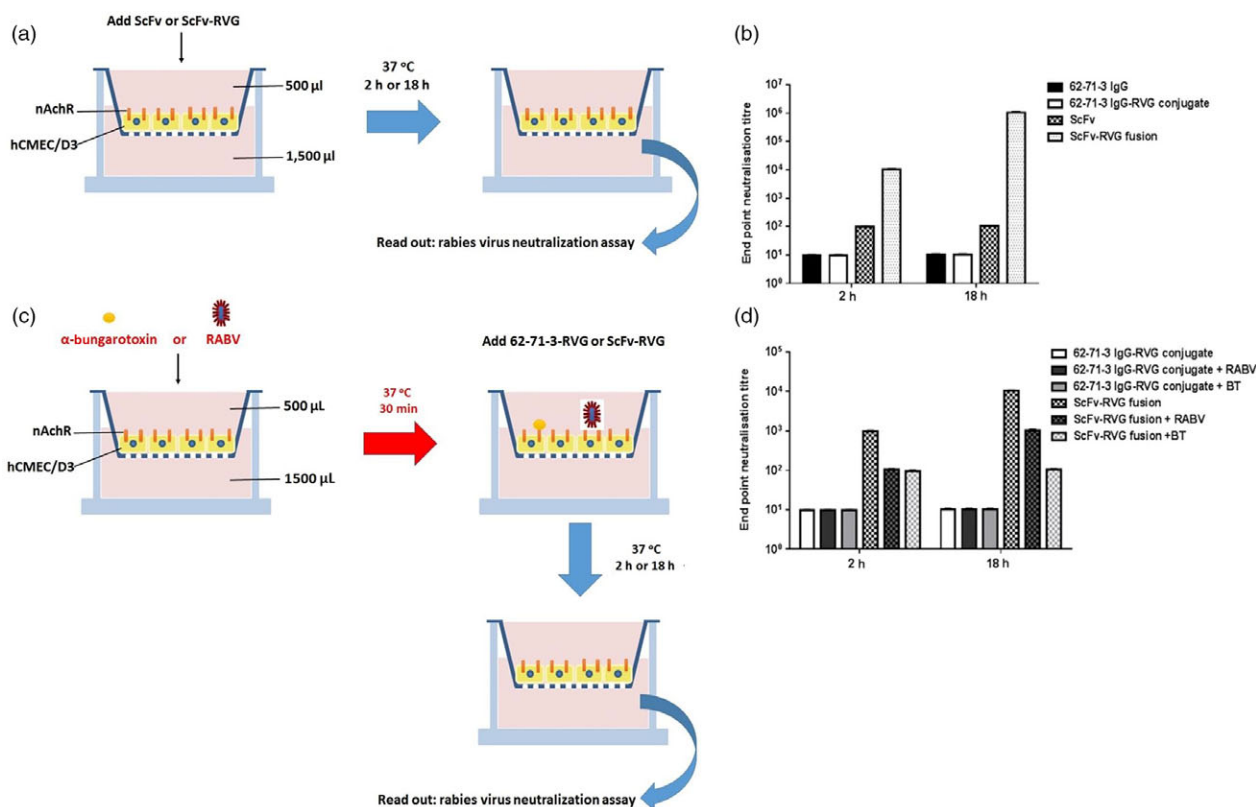 (a)
Add ScFv or ScFv-RVG
nAchR
hCMEC/D3
500 µl
1,500 µl
37 °C
2 h or 18 h
Read out: rabies virus neutralization assay
(b)
End point neutralisation titre
10⁷
10⁶
10⁵
10⁴
10³
10²
10¹
10⁰
2 h
18 h
62-71-3 IgG
62-71-3 IgG-RVG conjugate
ScFv
ScFv-RVG fusion
(c)
α-bungarotoxin or RABV
nAchR
hCMEC/D3
500 µL
1500 µL
37 °C
30 min
Add 62-71-3-RVG or ScFv-RVG
37 °C
2 h or 18 h
Read out: rabies virus neutralization assay
(d)
End point neutralisation titre
10⁵
10⁴
10³
10²
10¹
10⁰
2 h
18 h
62-71-3 IgG-RVG conjugate
62-71-3 IgG-RVG conjugate + RABV
62-71-3 IgG-RVG conjugate + BT
ScFv-RVG fusion
ScFv-RVG fusion + RABV
ScFv-RVG fusion +BT